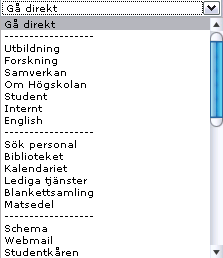 Gå direkt
Gå direkt
------------------
Utbildning
Forskning
Samverkan
Om Högskolan
Student
Internt
English
------------------
Sök personal
Biblioteket
Kalendariet
Lediga tjänster
Blankettsamling
Matsedel
------------------
Schema
Webmail
Studentkåren